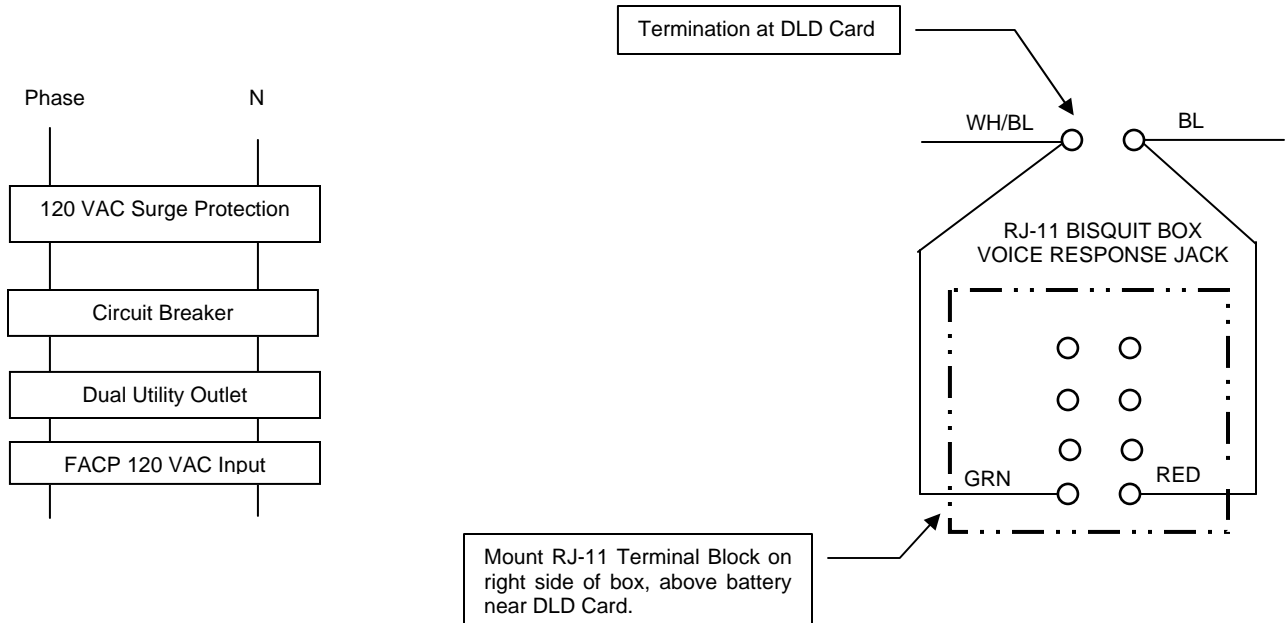 Termination at DLD Card
Phase
N
WH/BL
BL
120 VAC Surge Protection
RJ-11 BISQUIT BOX
VOICE RESPONSE JACK
Circuit Breaker
Dual Utility Outlet
FACP 120 VAC Input
GRN
RED
Mount RJ-11 Terminal Block on
right side of box, above battery
near DLD Card.